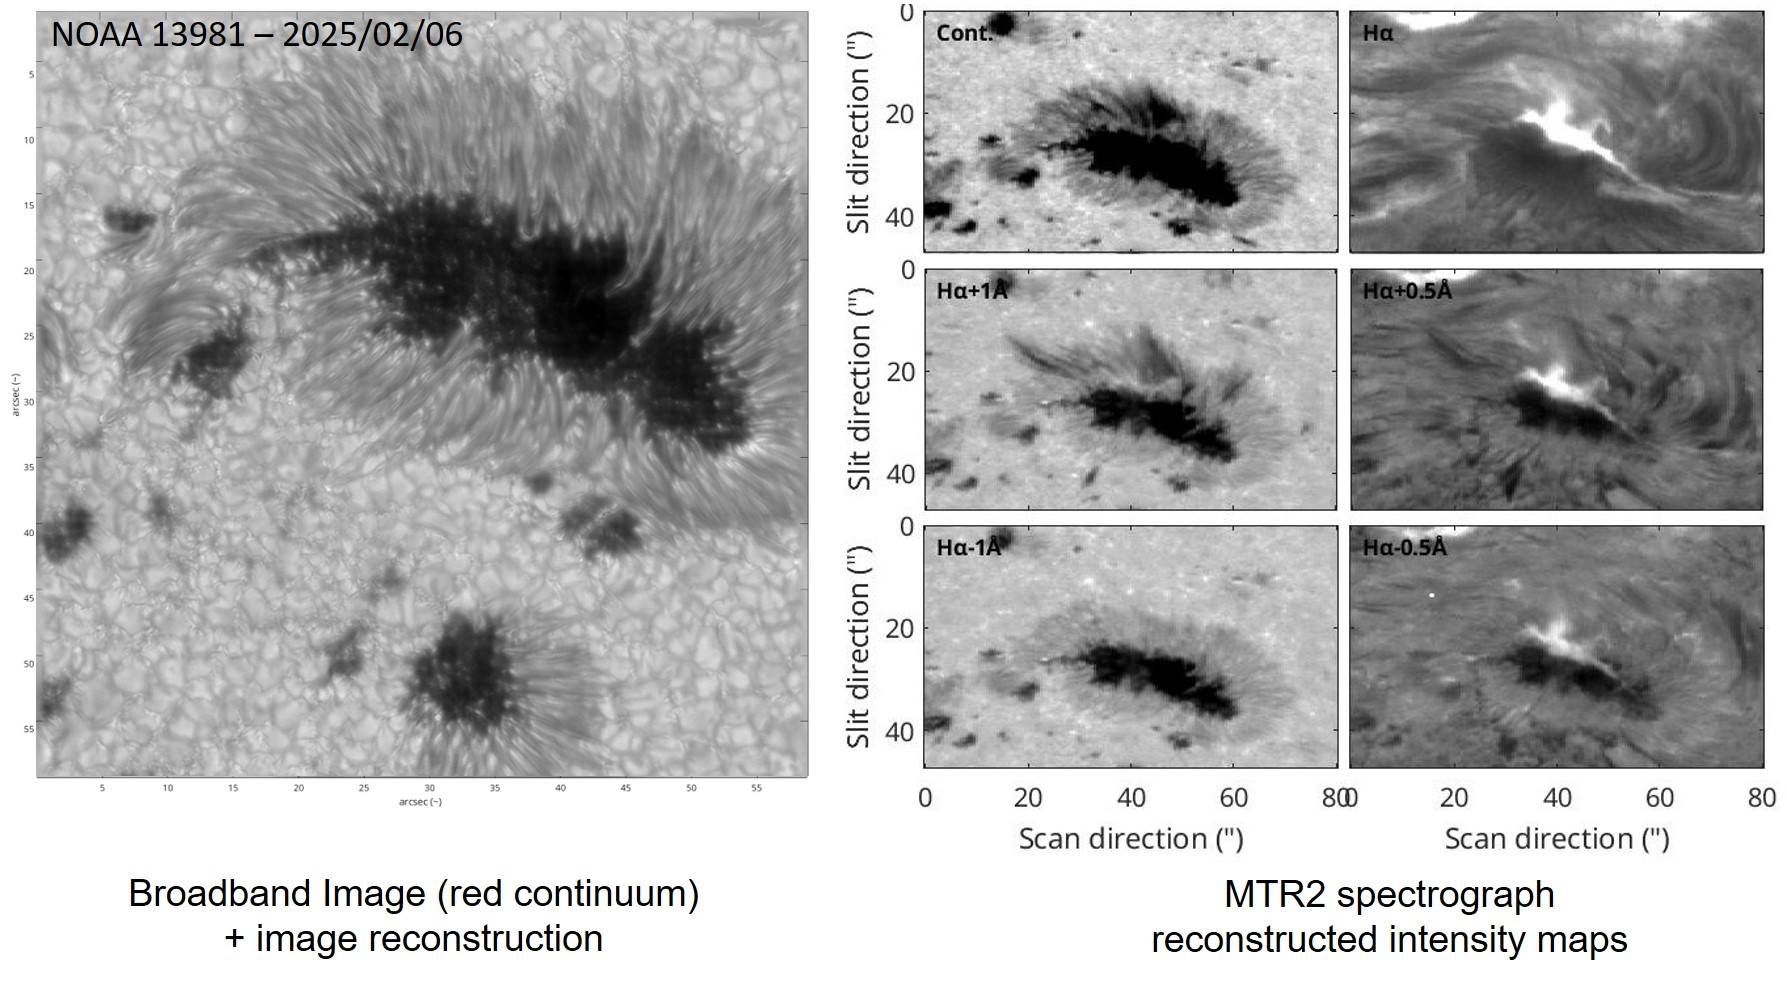 NOAA 13981 – 2025/02/06
5
10
15
20
25
30
35
40
45
50
55
arcsec (~)
5
10
15
20
25
30
35
40
45
50
55
arcsec (~)
Broadband Image (red continuum)
+ image reconstruction
Cont.
Hα
0
20
40
Slit direction (")
Hα+1Å
Hα+0.5Å
0
20
40
Slit direction (")
Hα-1Å
Hα-0.5Å
0
20
40
Slit direction (")
0
20
40
60
80
0
20
40
60
80
Scan direction (")
Scan direction (")
MTR2 spectrograph
reconstructed intensity maps